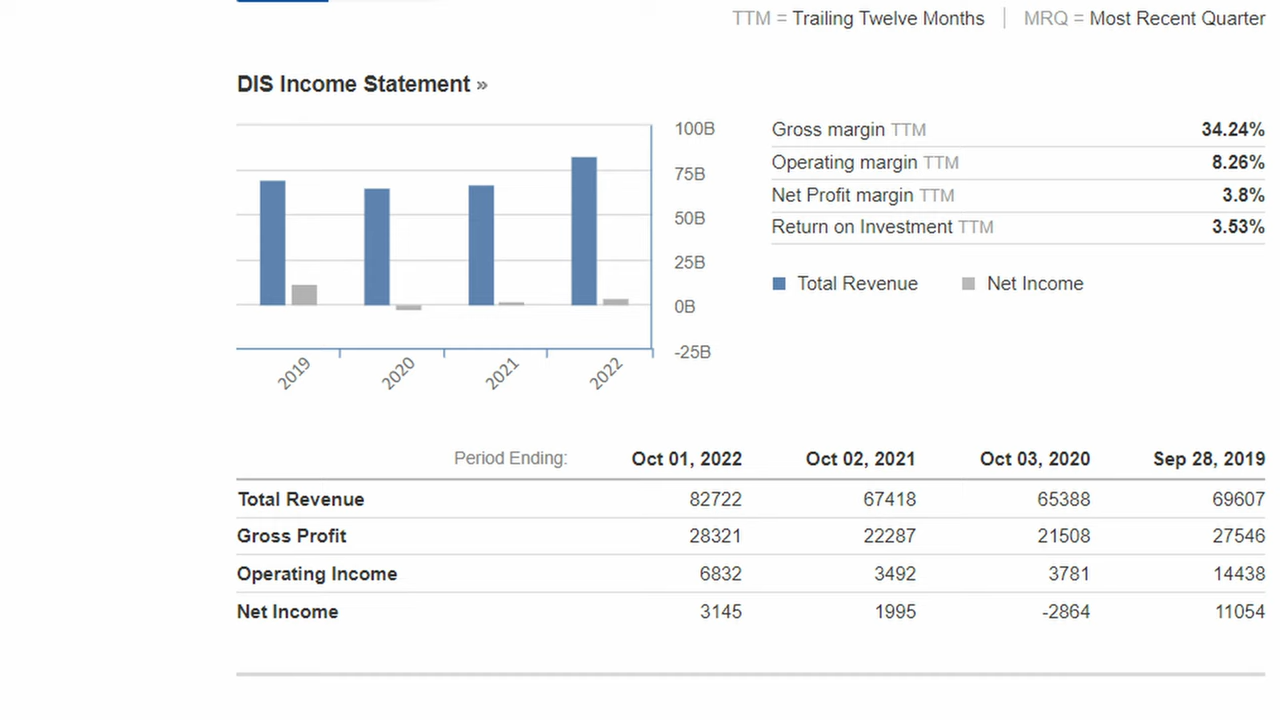 TTM = Trailing Twelve Months | MRQ = Most Recent Quarter
DIS Income Statement »
100B
75B
50B
25B
0B
-25B
2019 2020 2021 2022
Gross margin TTM 34.24%
Operating margin TTM 8.26%
Net Profit margin TTM 3.8%
Return on Investment TTM 3.53%
Total Revenue Net Income
Period Ending: Oct 01, 2022 Oct 02, 2021 Oct 03, 2020 Sep 28, 2019
Total Revenue 82722 67418 65388 69607
Gross Profit 28321 22287 21508 27546
Operating Income 6832 3492 3781 14438
Net Income 3145 1995 -2864 11054